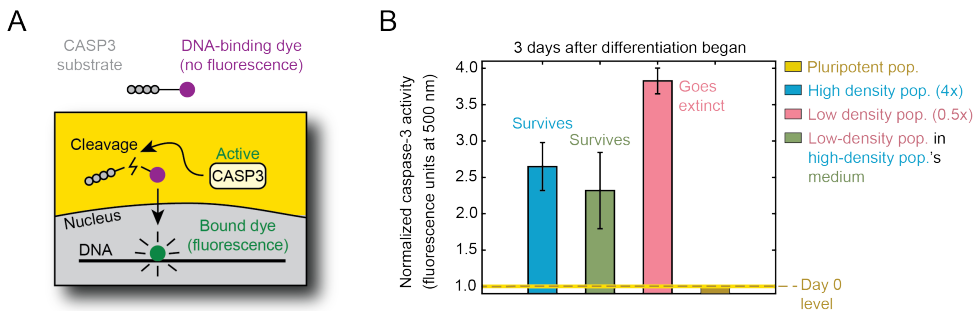 A
CASP3
substrate
DNA-binding dye
(no fluorescence)
Cleavage
Active
CASP3
Nucleus
Bound dye
(fluorescence)
DNA
B
3 days after differentiation began
Normalized caspase-3 activity
(fluorescence units at 500 nm)
4.0
3.5
3.0
2.5
2.0
1.5
1.0
Survives
Survives
Goes
extinct
Day 0
level
Pluripotent pop.
High density pop. (4x)
Low density pop. (0.5x)
Low-density pop. in
high-density pop.'s
medium